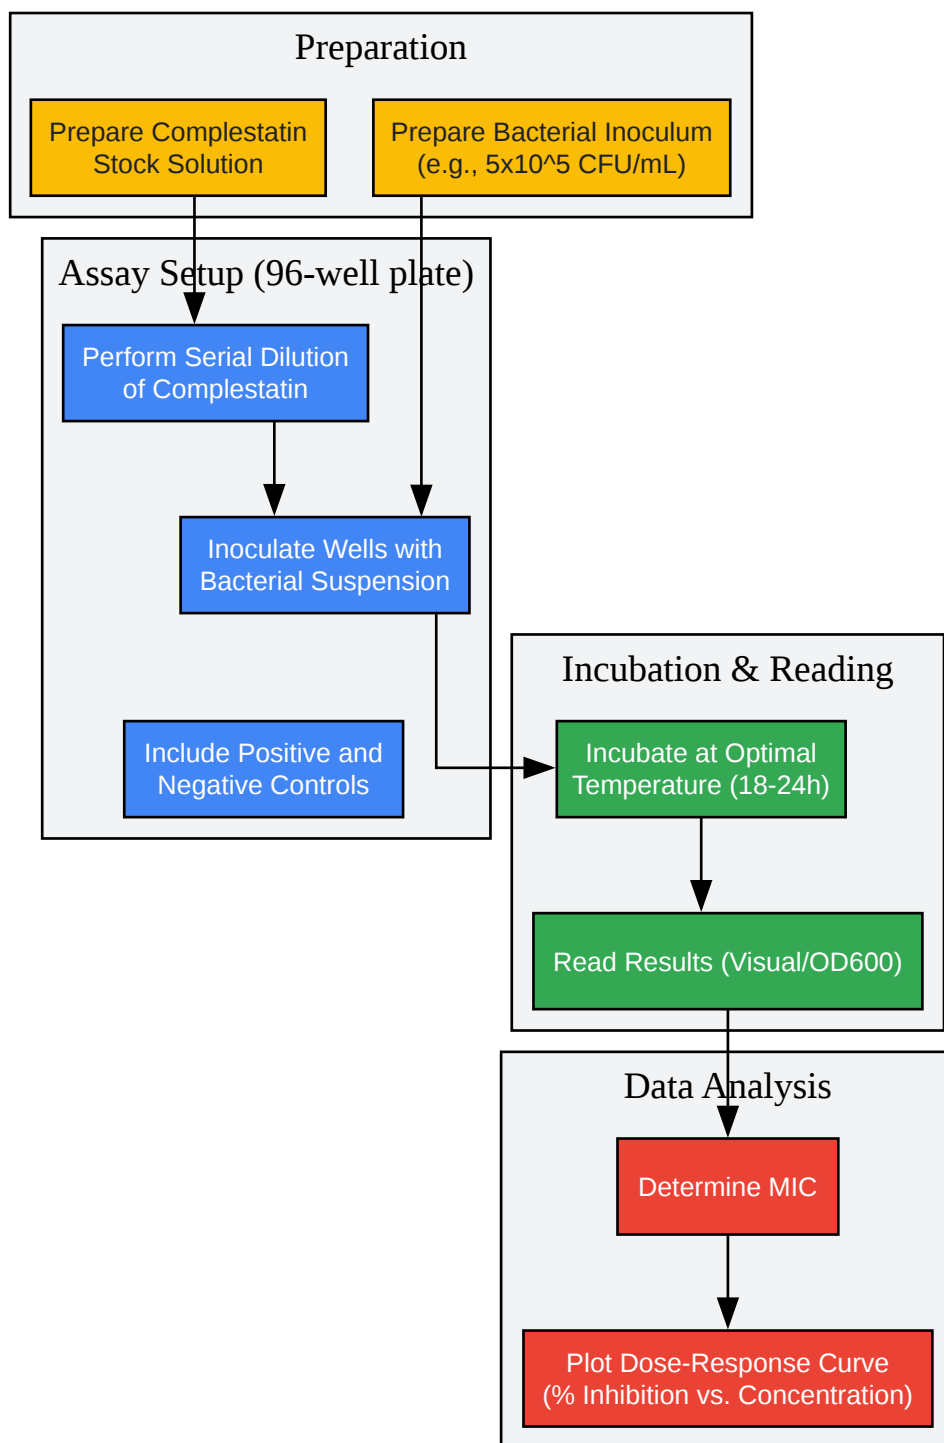 Preparation
Prepare Complestatin
Stock Solution
Prepare Bacterial Inoculum
(e.g., 5x10^5 CFU/mL)
Assay Setup (96-well plate)
Perform Serial Dilution
of Complestatin
Inoculate Wells with
Bacterial Suspension
Include Positive and
Negative Controls
Incubation & Reading
Incubate at Optimal
Temperature (18-24h)
Read Results (Visual/OD600)
Data Analysis
Determine MIC
Plot Dose-Response Curve
(% Inhibition vs. Concentration)